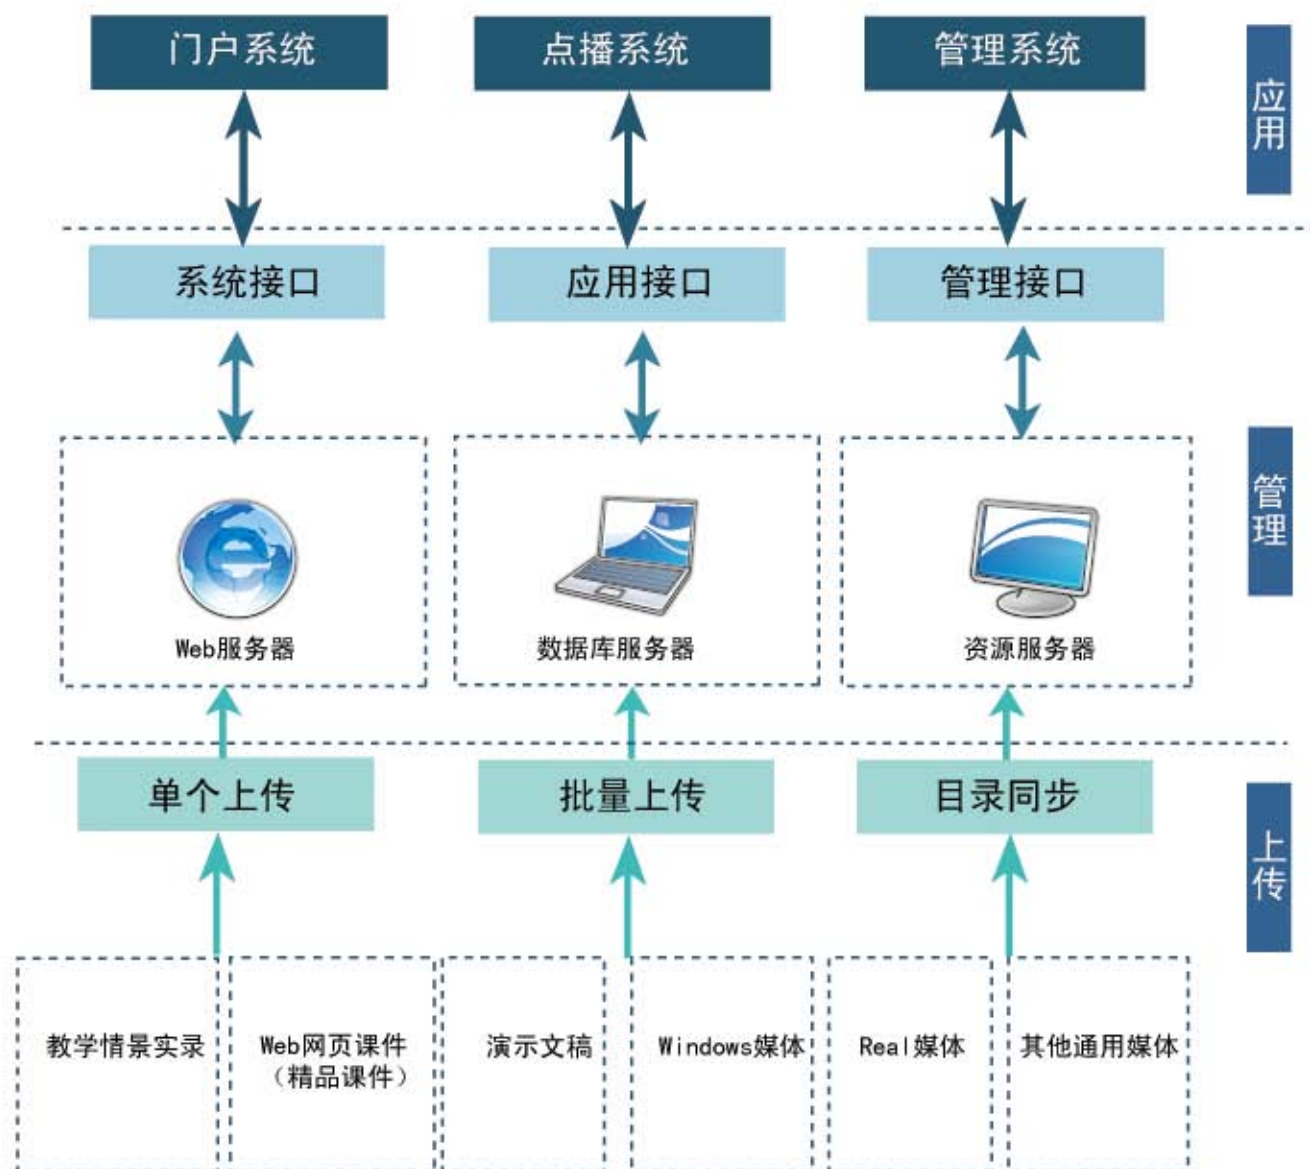 门户系统
点播系统
管理系统
应用
系统接口
应用接口
管理接口
管理
Web服务器
数据库服务器
资源服务器
单个上传
批量上传
目录同步
上传
教学情景实录
Web网页课件
（精品课件）
演示文稿
Windows媒体
Real媒体
其他通用媒体